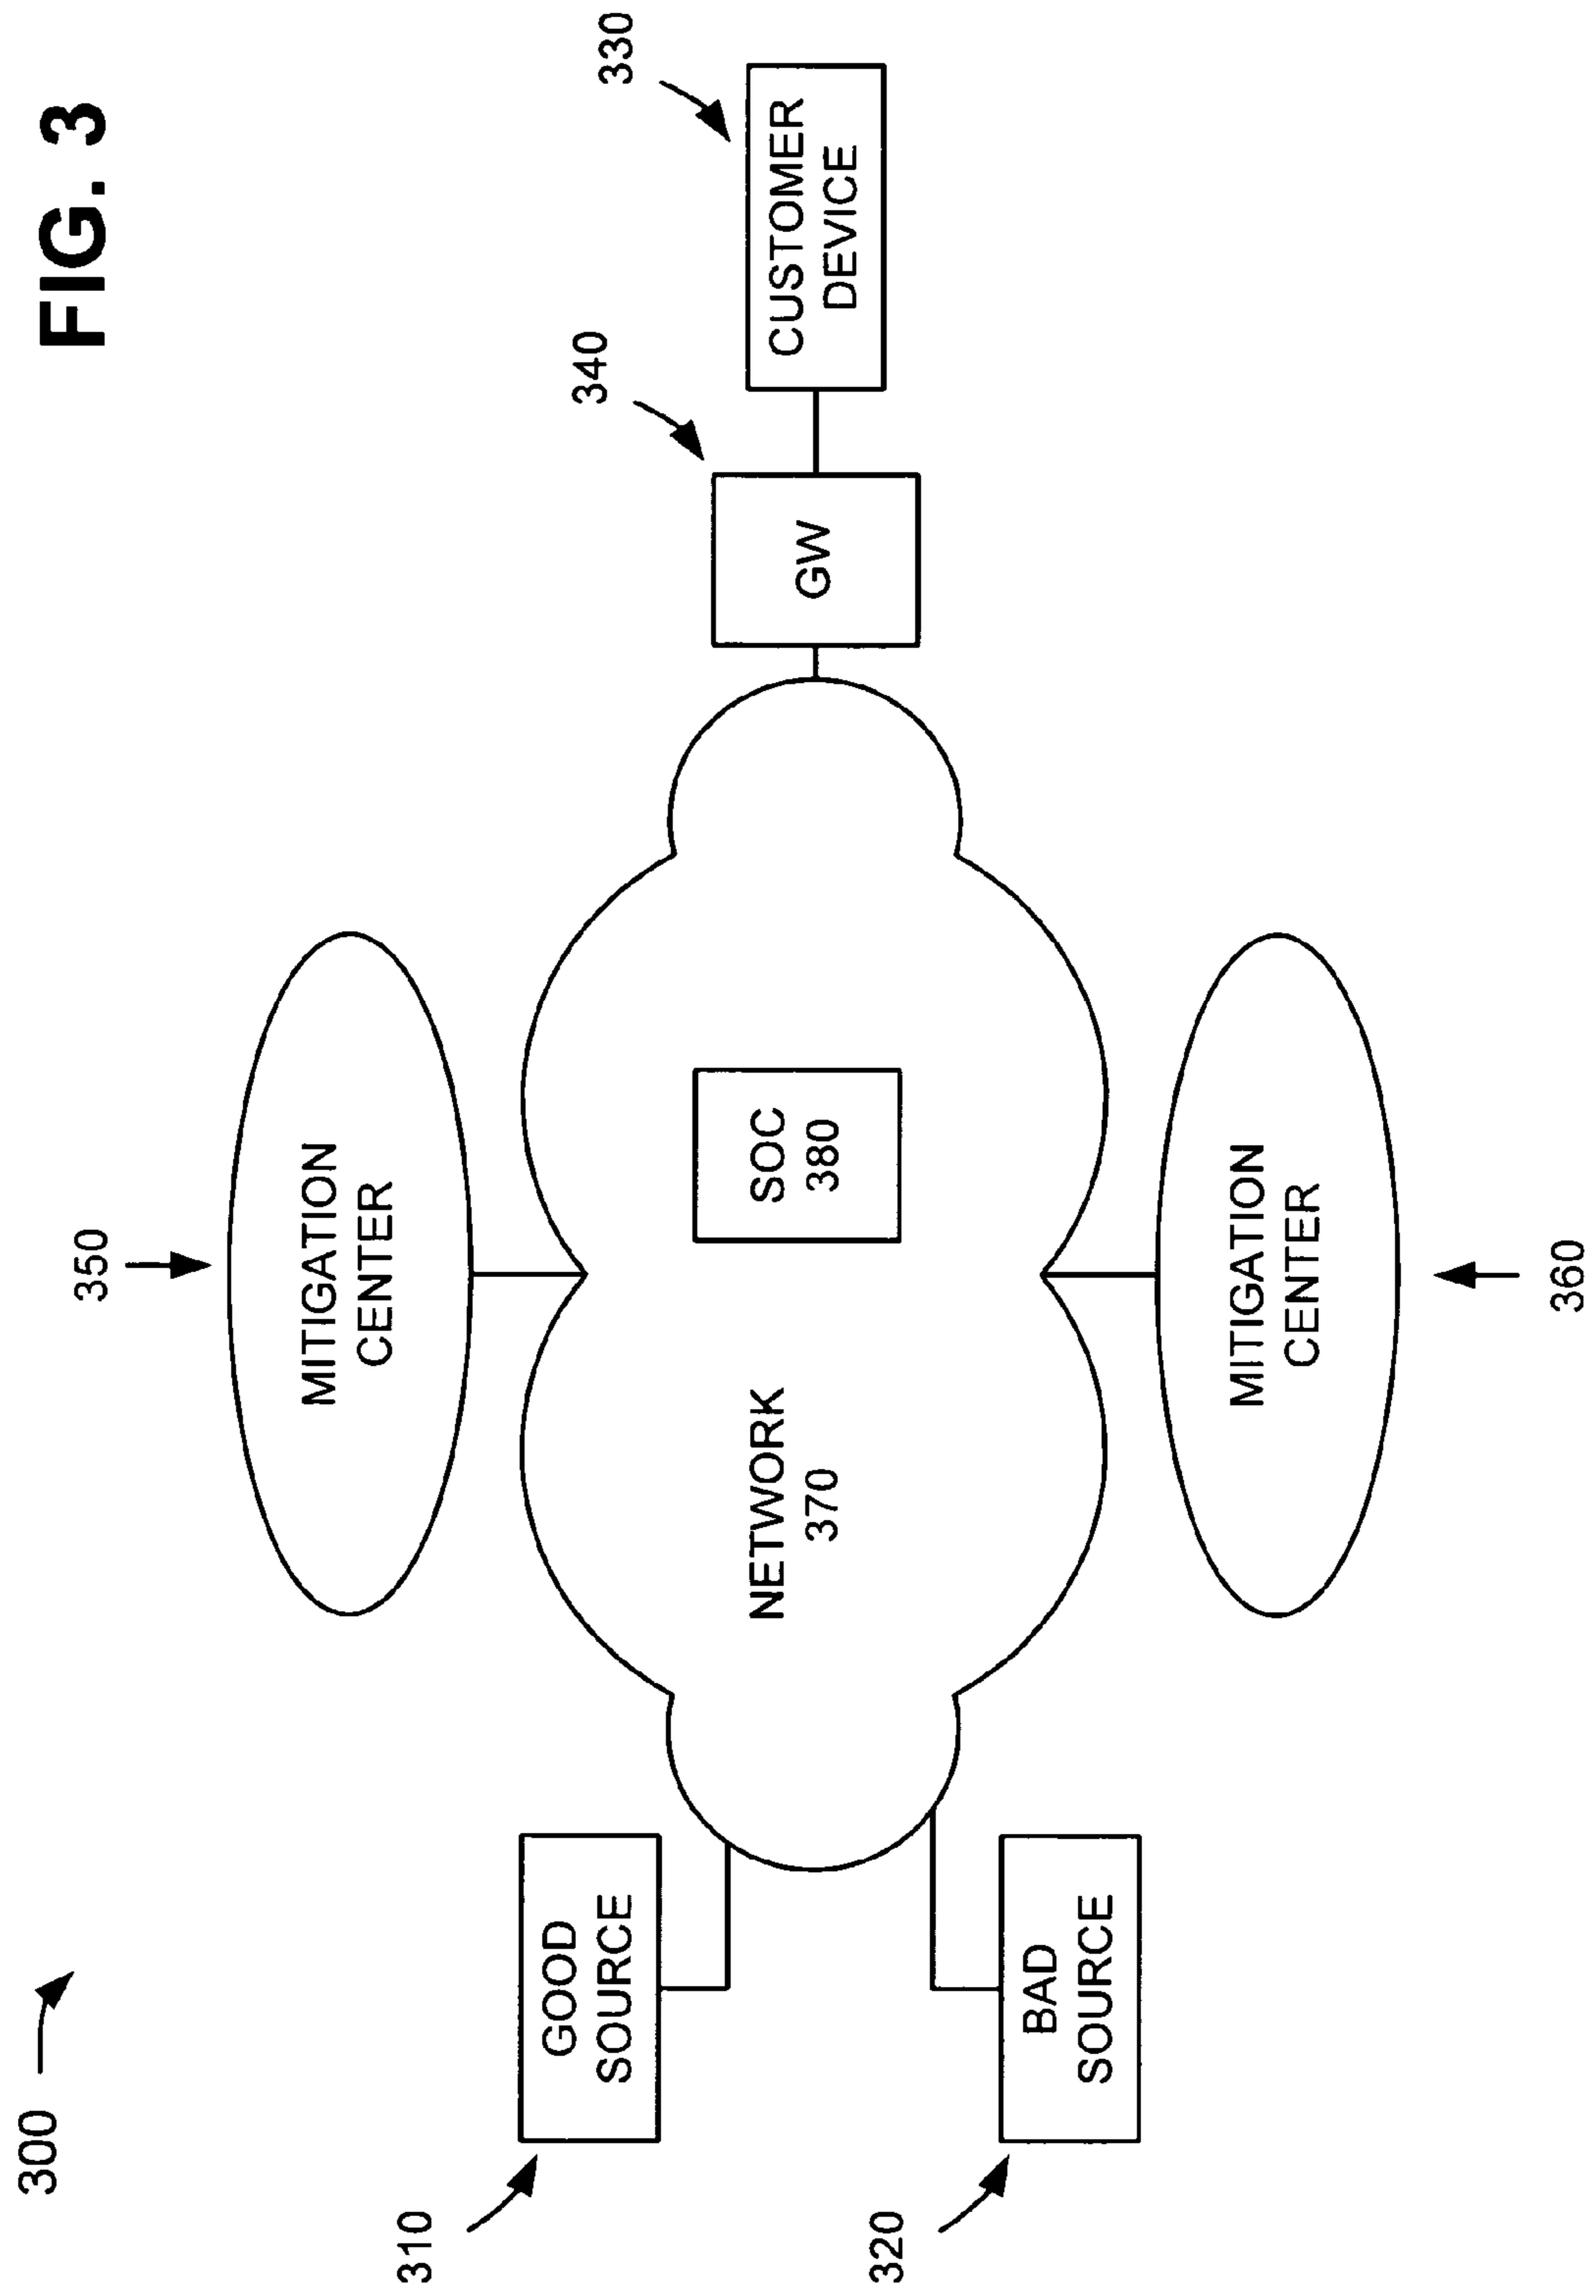 FIG. 3
300
350
MITIGATION
CENTER
310
GOOD
SOURCE
340
330
NETWORK
370
SOC
380
GW
CUSTOMER
DEVICE
320
BAD
SOURCE
MITIGATION
CENTER
360